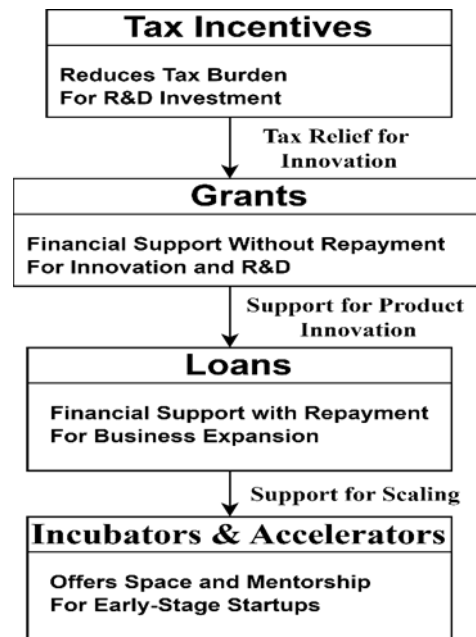 Tax Incentives
Reduces Tax Burden
For R&D Investment
Tax Relief for
Innovation
Grants
Financial Support Without Repayment
For Innovation and R&D
Support for Product
Innovation
Loans
Financial Support with Repayment
For Business Expansion
Support for Scaling
Incubators & Accelerators
Offers Space and Mentorship
For Early-Stage Startups